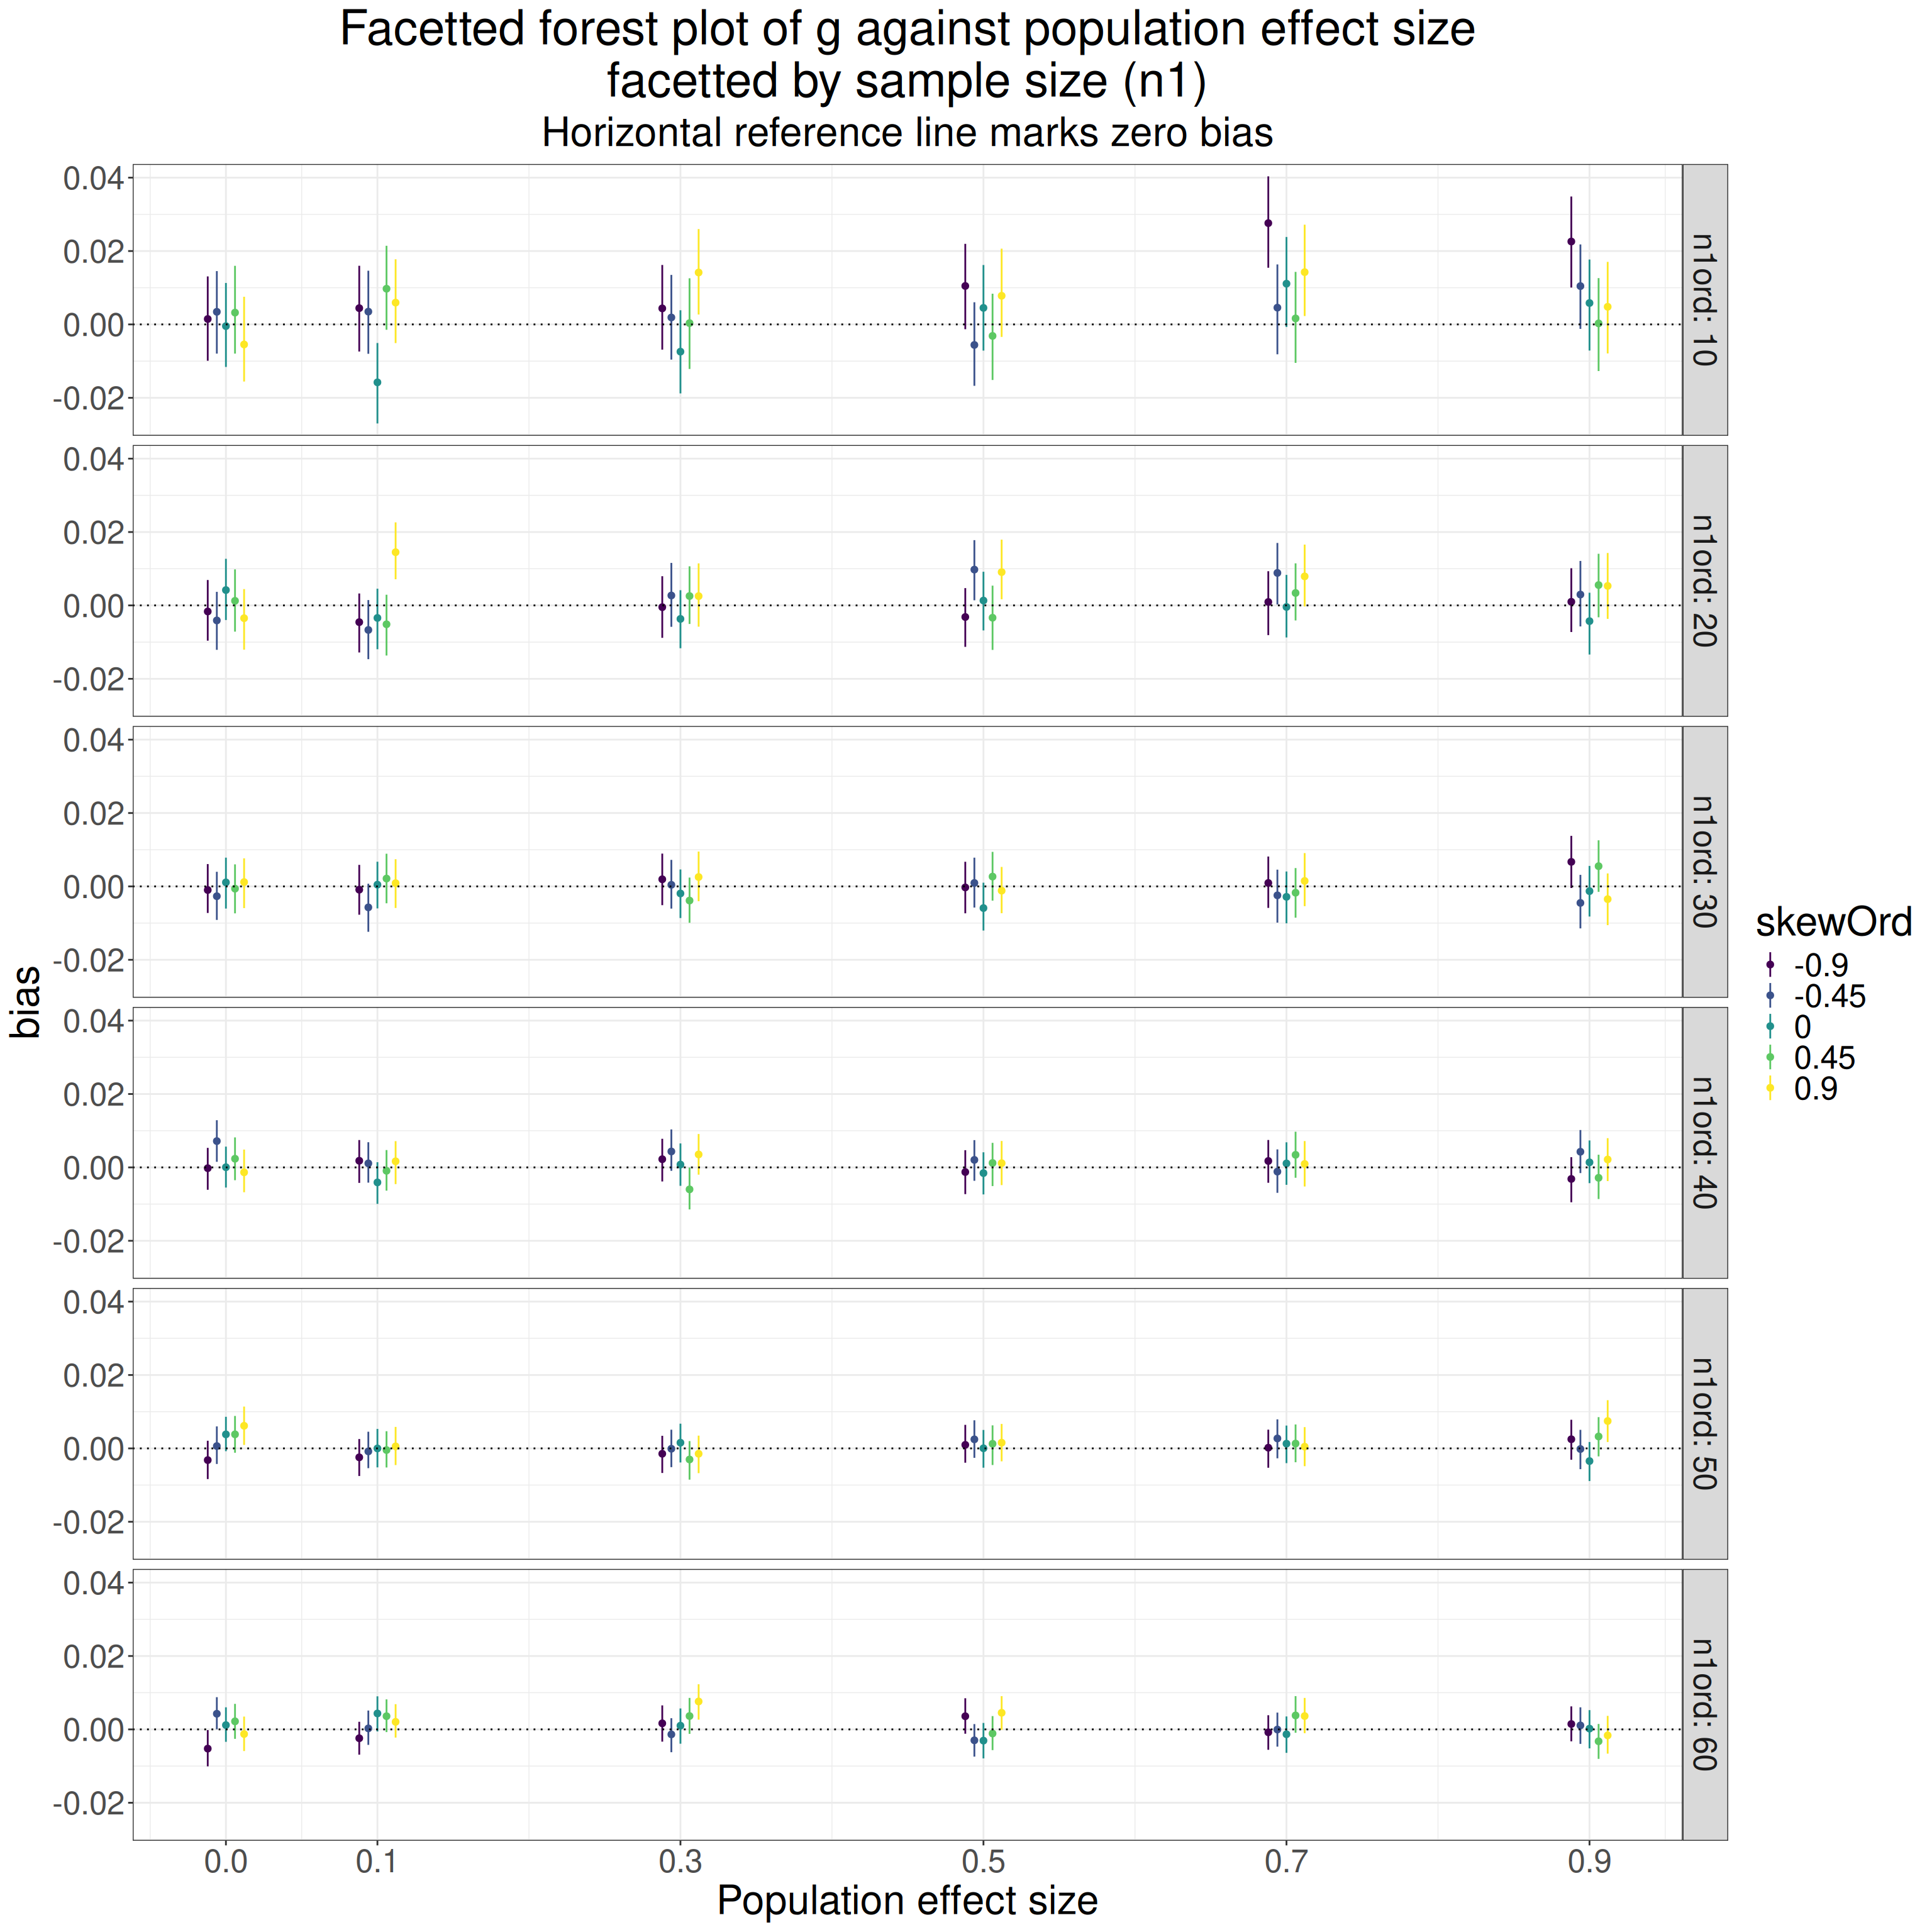 Facetted forest plot of g against population effect size
facetted by sample size (n1)
Horizontal reference line marks zero bias
bias
0.04
0.02
0.00
-0.02
n1ord: 10
0.04
0.02
0.00
-0.02
n1ord: 20
0.04
0.02
0.00
-0.02
n1ord: 30
0.04
0.02
0.00
-0.02
n1ord: 40
0.04
0.02
0.00
-0.02
n1ord: 50
0.04
0.02
0.00
-0.02
n1ord: 60
0.0 0.1 0.3 0.5 0.7 0.9
Population effect size
skewOrd
-0.9
-0.45
0
0.45
0.9